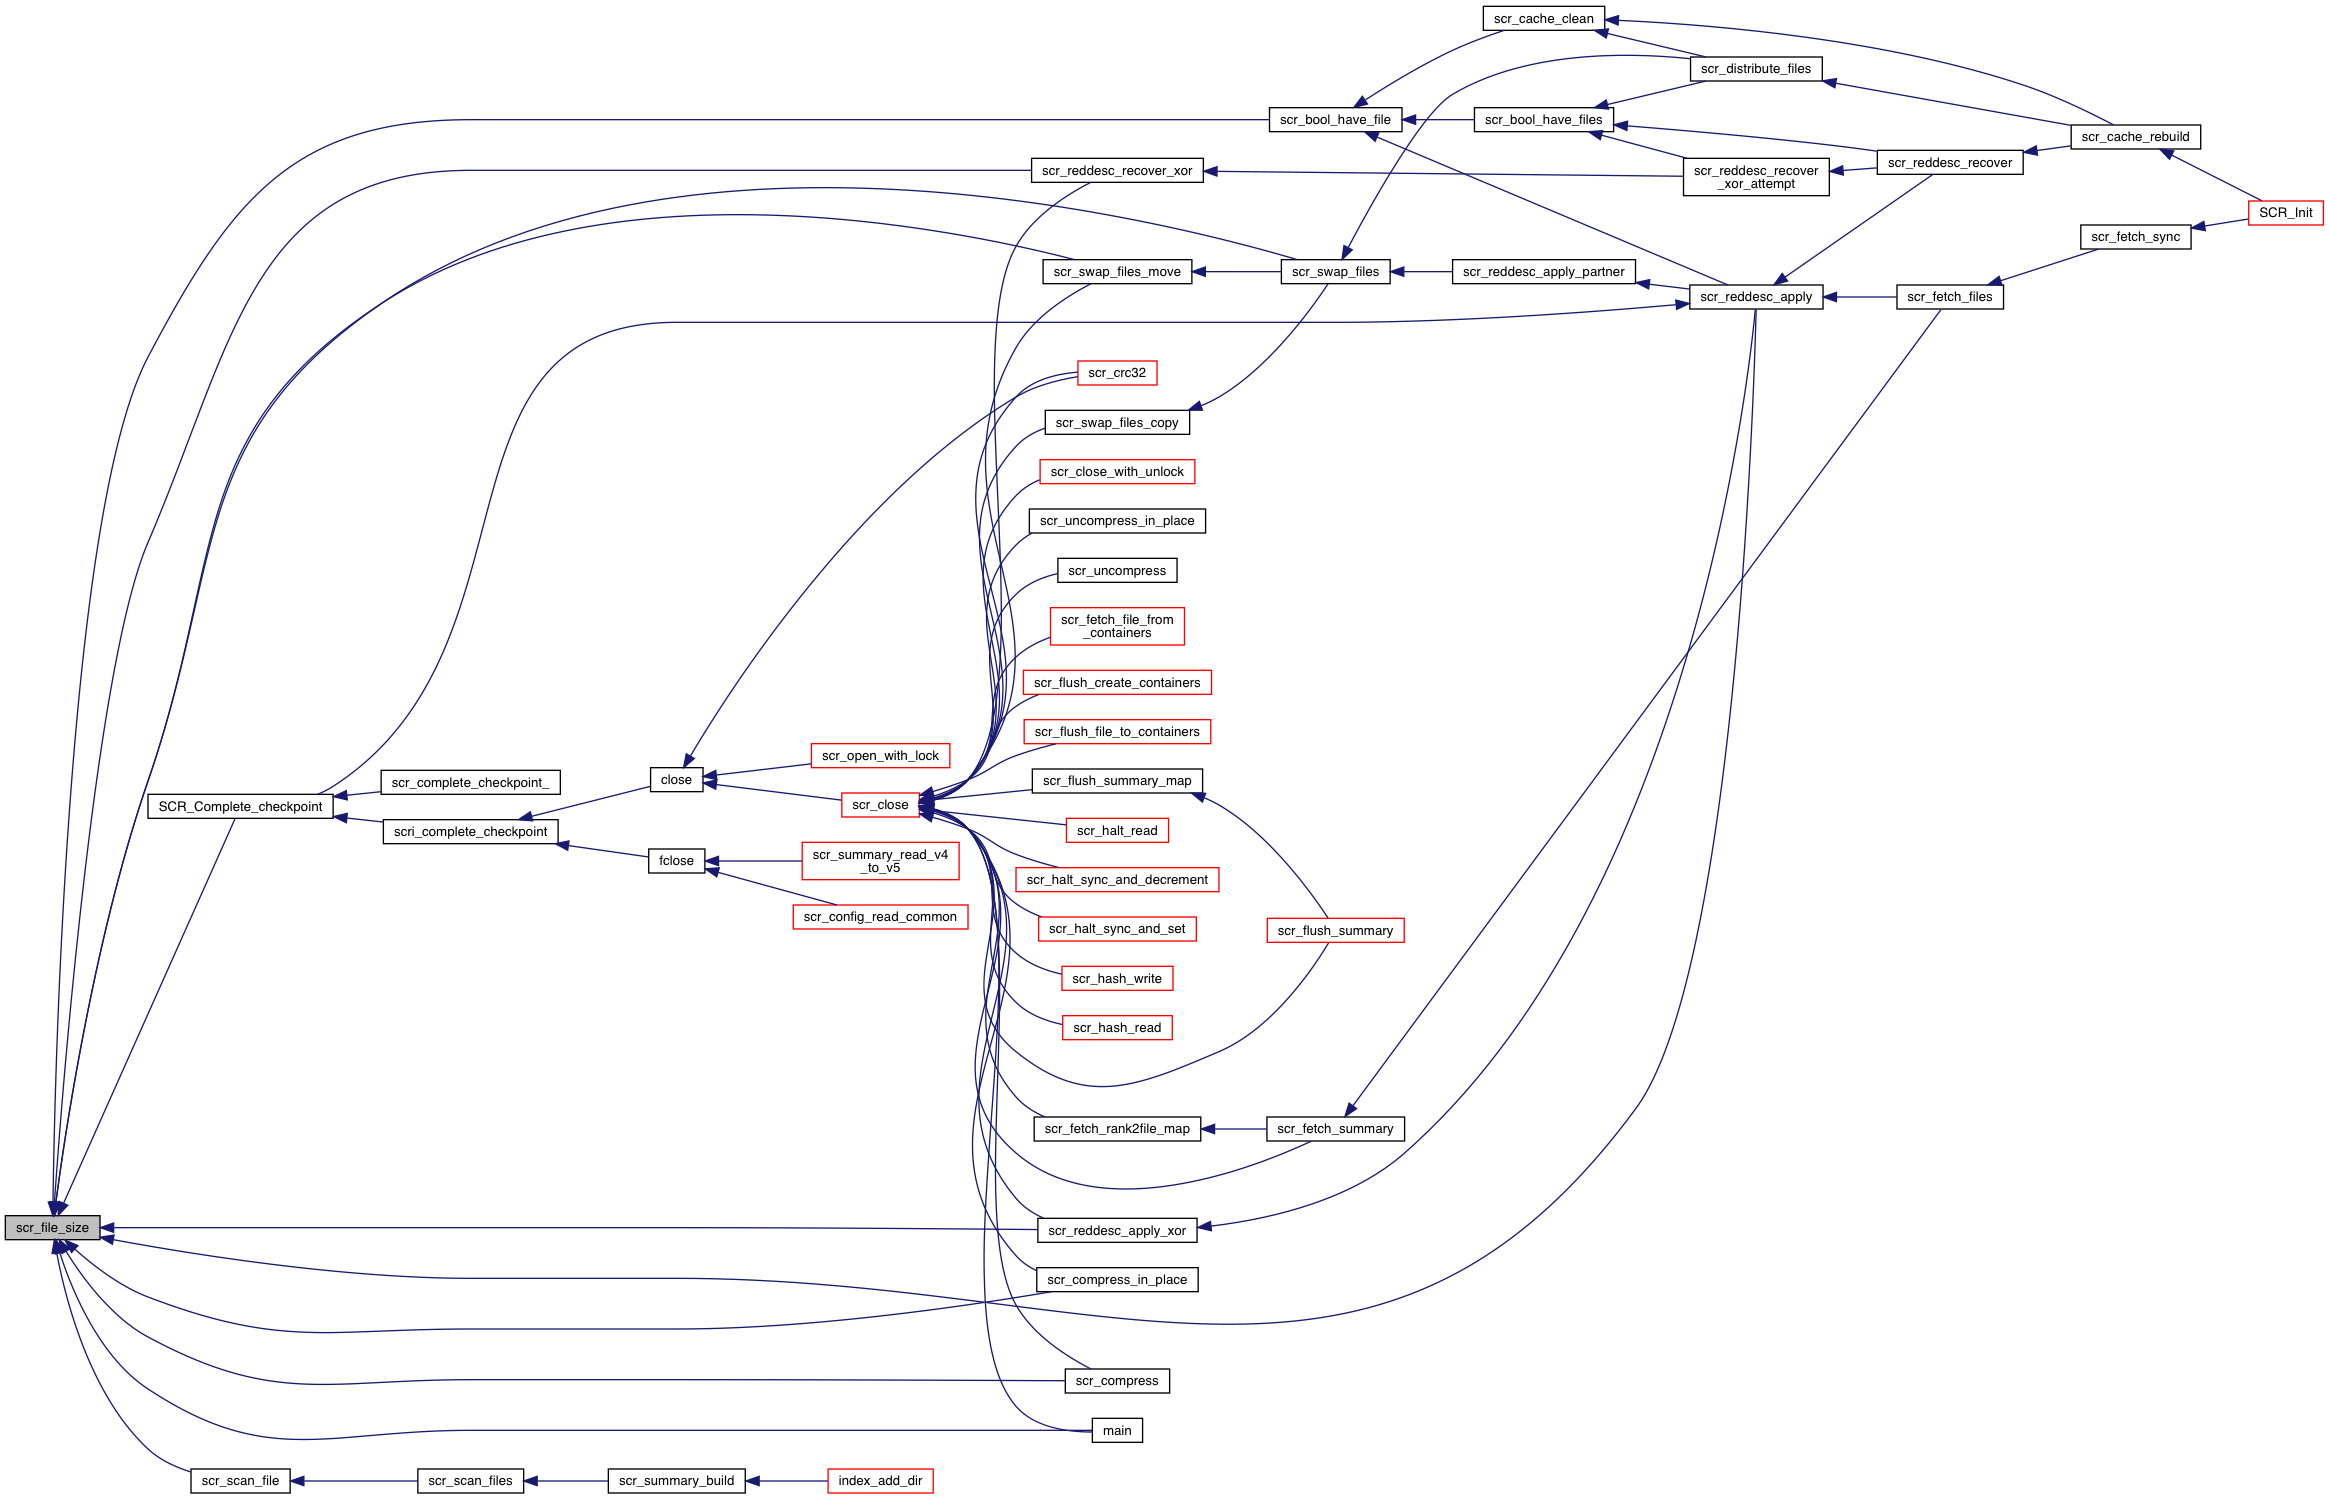 scr_cache_clean
scr_distribute_files
scr_bool_have_file
scr_bool_have_files
scr_cache_rebuild
scr_reddesc_recover_xor
scr_reddesc_recover
_xor_attempt
scr_reddesc_recover
SCR_Init
scr_fetch_sync
scr_swap_files_move
scr_swap_files
scr_reddesc_apply_partner
scr_reddesc_apply
scr_fetch_files
scr_crc32
scr_swap_files_copy
scr_close_with_unlock
scr_uncompress_in_place
scr_uncompress
scr_fetch_file_from
_containers
scr_flush_create_containers
scr_flush_file_to_containers
scr_open_with_lock
close
scr_complete_checkpoint_
scr_flush_summary_map
SCR_Complete_checkpoint
scr_close
scri_complete_checkpoint
scr_halt_read
fclose
scr_summary_read_v4
_to_v5
scr_halt_sync_and_decrement
scr_config_read_common
scr_halt_sync_and_set
scr_flush_summary
scr_hash_write
scr_hash_read
scr_fetch_rank2file_map
scr_fetch_summary
scr_file_size
scr_reddesc_apply_xor
scr_compress_in_place
scr_compress
main
scr_scan_file
scr_scan_files
scr_summary_build
index_add_dir